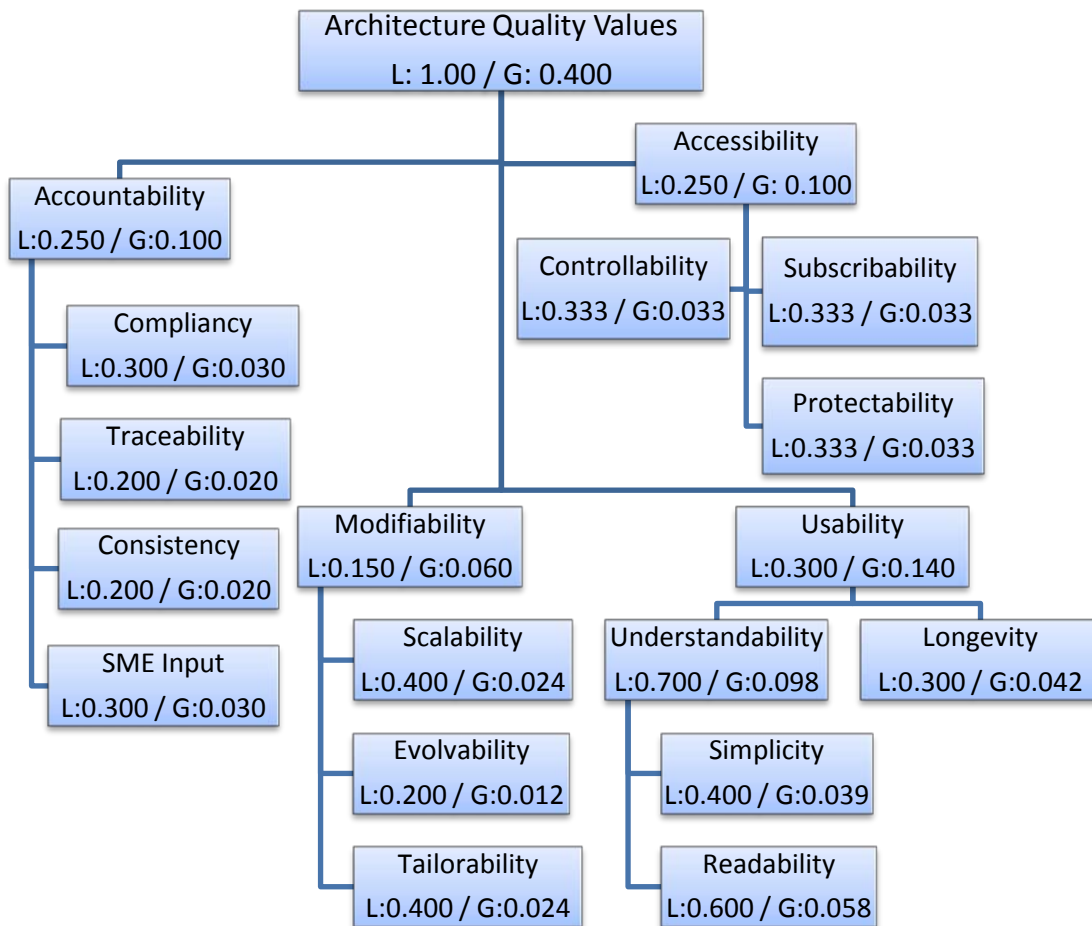 Architecture Quality Values
L: 1.00 / G: 0.400
Accessibility
L:0.250 / G: 0.100
Accountability
L:0.250 / G:0.100
Controllability
L:0.333 / G:0.033
Subscribability
L:0.333 / G:0.033
Compliancy
L:0.300 / G:0.030
Protectability
L:0.333 / G:0.033
Traceability
L:0.200 / G:0.020
Consistency
L:0.200 / G:0.020
SME Input
L:0.300 / G:0.030
Modifiability
L:0.150 / G:0.060
Usability
L:0.300 / G:0.140
Scalability
L:0.400 / G:0.024
Understandability
L:0.700 / G:0.098
Longevity
L:0.300 / G:0.042
Evolvability
L:0.200 / G:0.012
Simplicity
L:0.400 / G:0.039
Tailorability
L:0.400 / G:0.024
Readability
L:0.600 / G:0.058